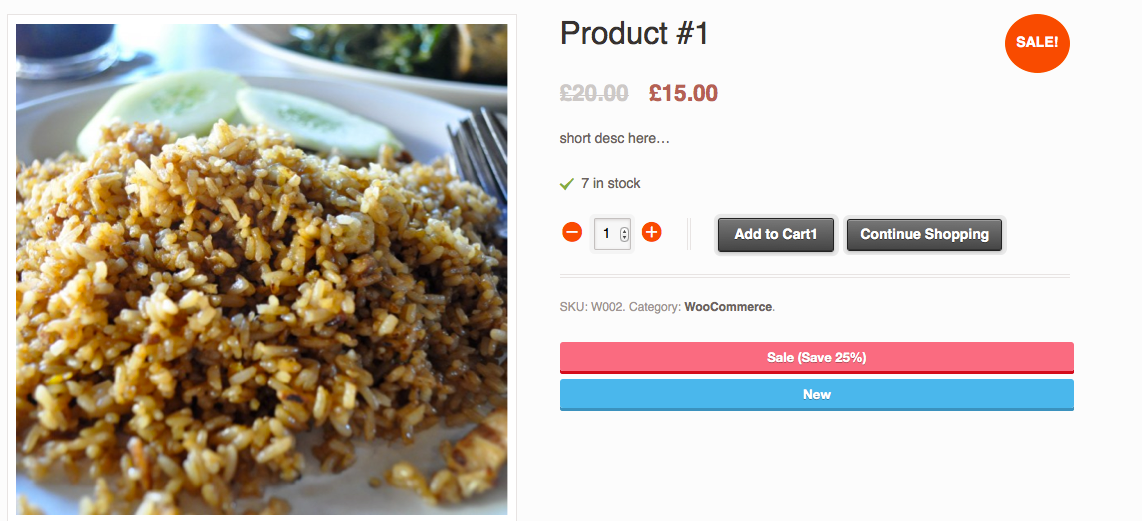 Product #1
SALE!
£20.00 £15.00
short desc here…
7 in stock
1
Add to Cart1
Continue Shopping
SKU: W002. Category: WooCommerce.
Sale (Save 25%)
New